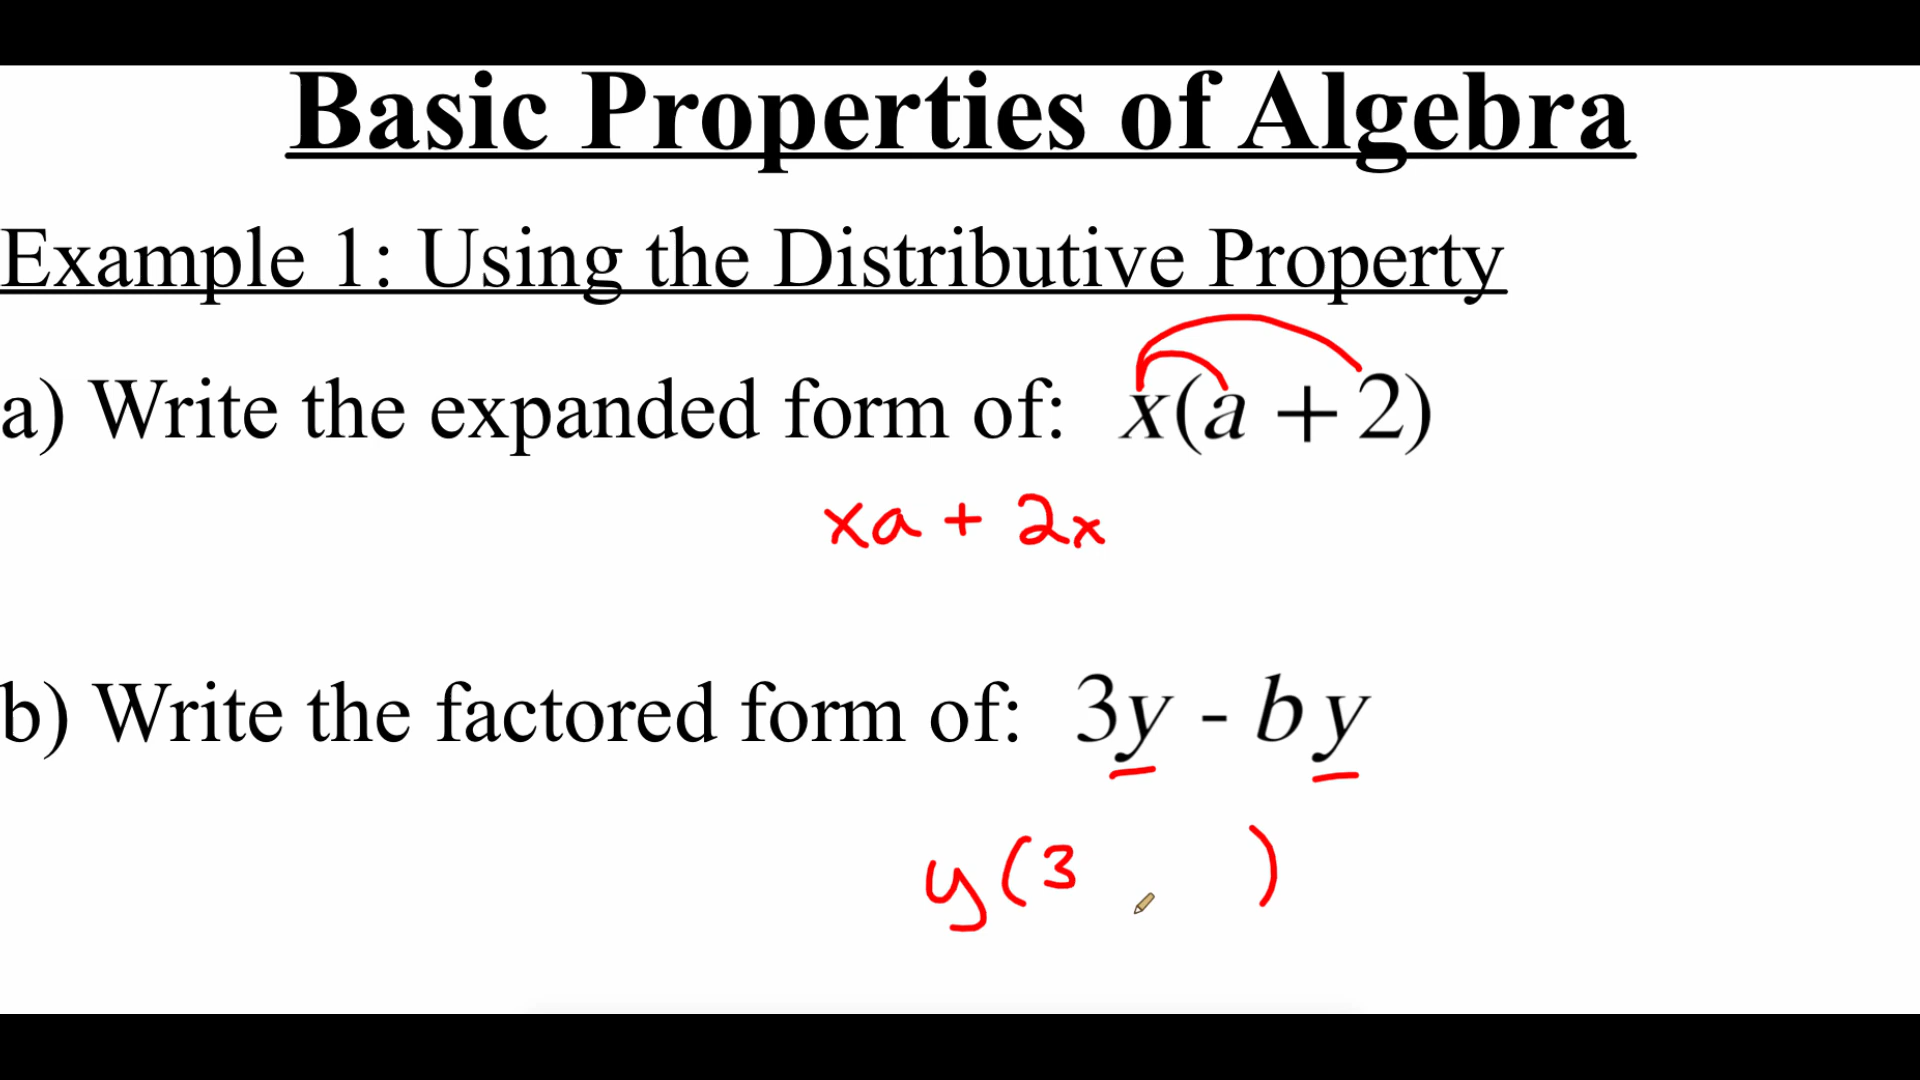 Basic Properties of Algebra
Example 1: Using the Distributive Property
a) Write the expanded form of: x(a + 2)
xa + 2x
b) Write the factored form of: 3y - by
y(3 )